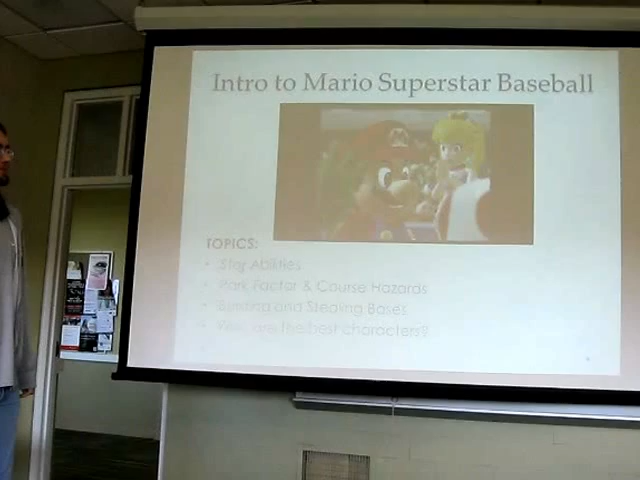 Intro to Mario Superstar Baseball
TOPICS:
• Star Abilities
• Park Factor & Course Hazards
• Bunting and Stealing Bases
• are the best characters?